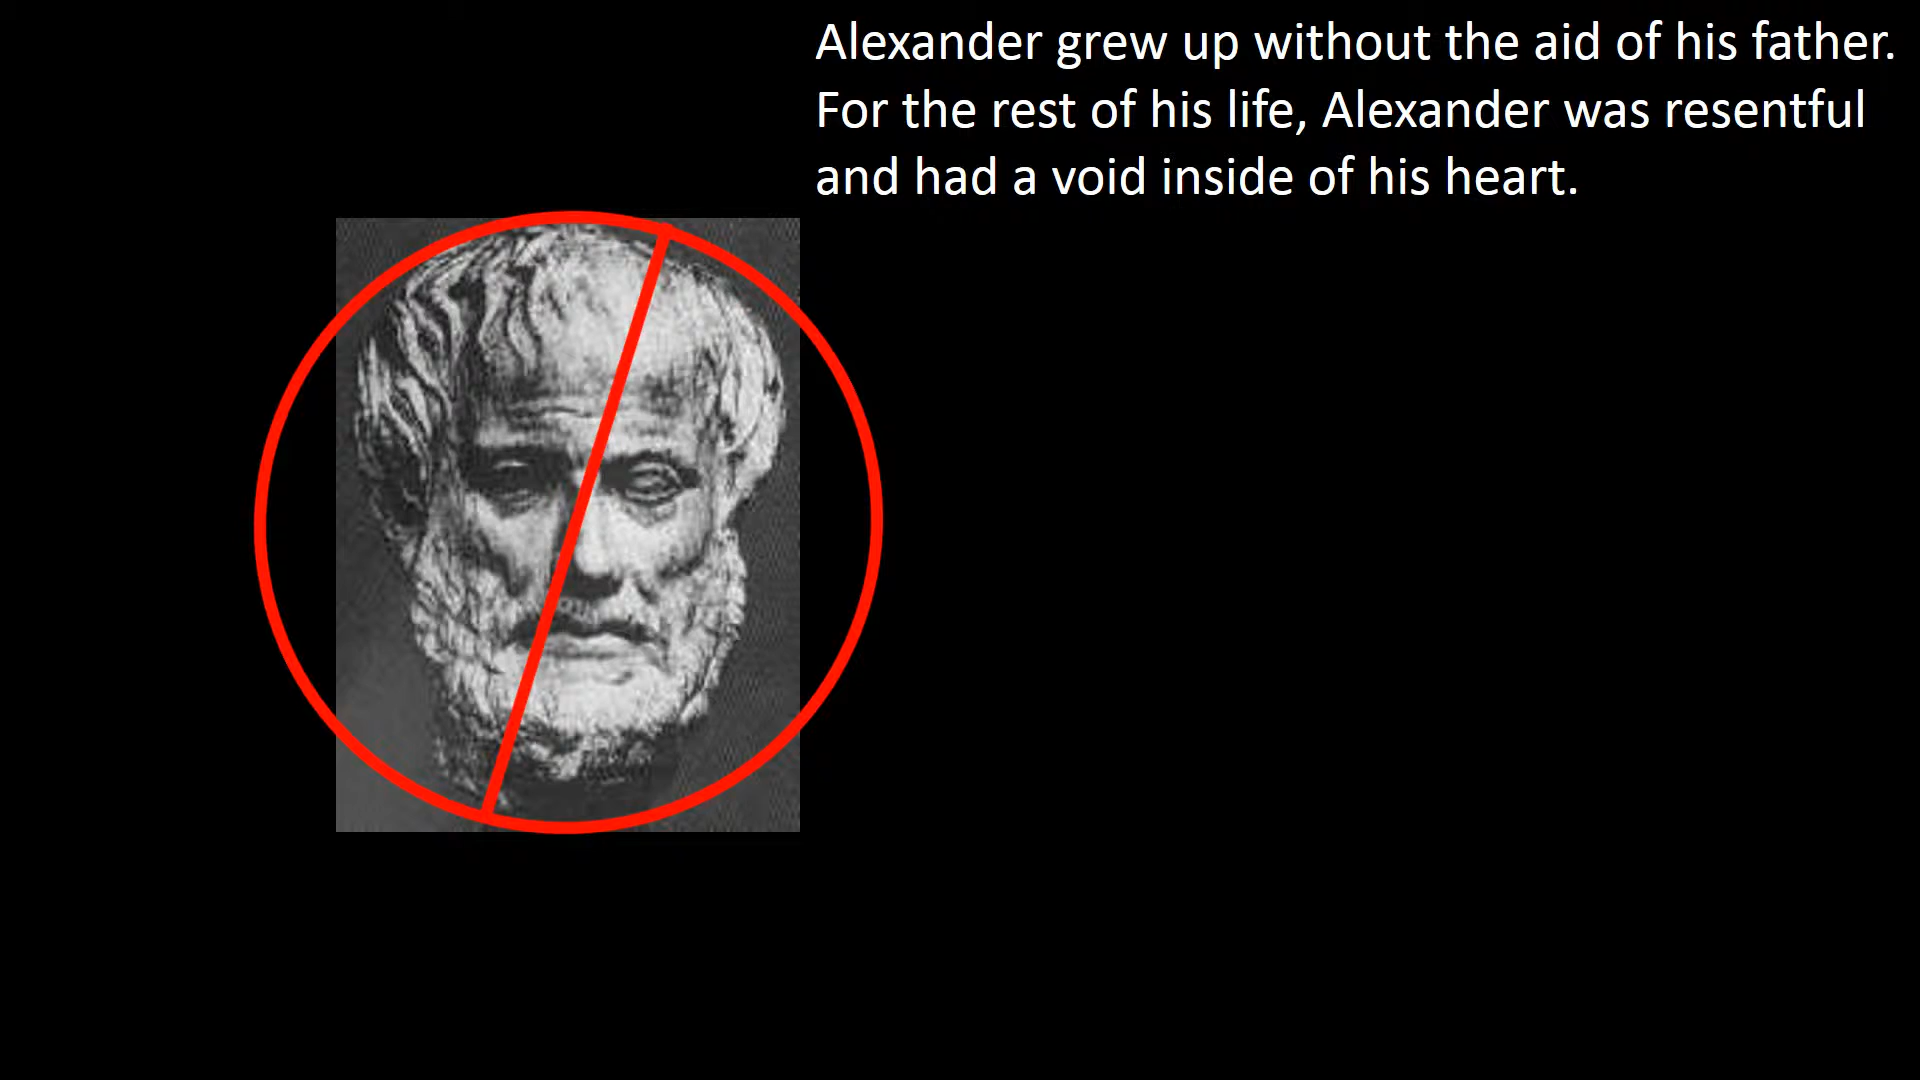 Alexander grew up without the aid of his father.
For the rest of his life, Alexander was resentful
and had a void inside of his heart.